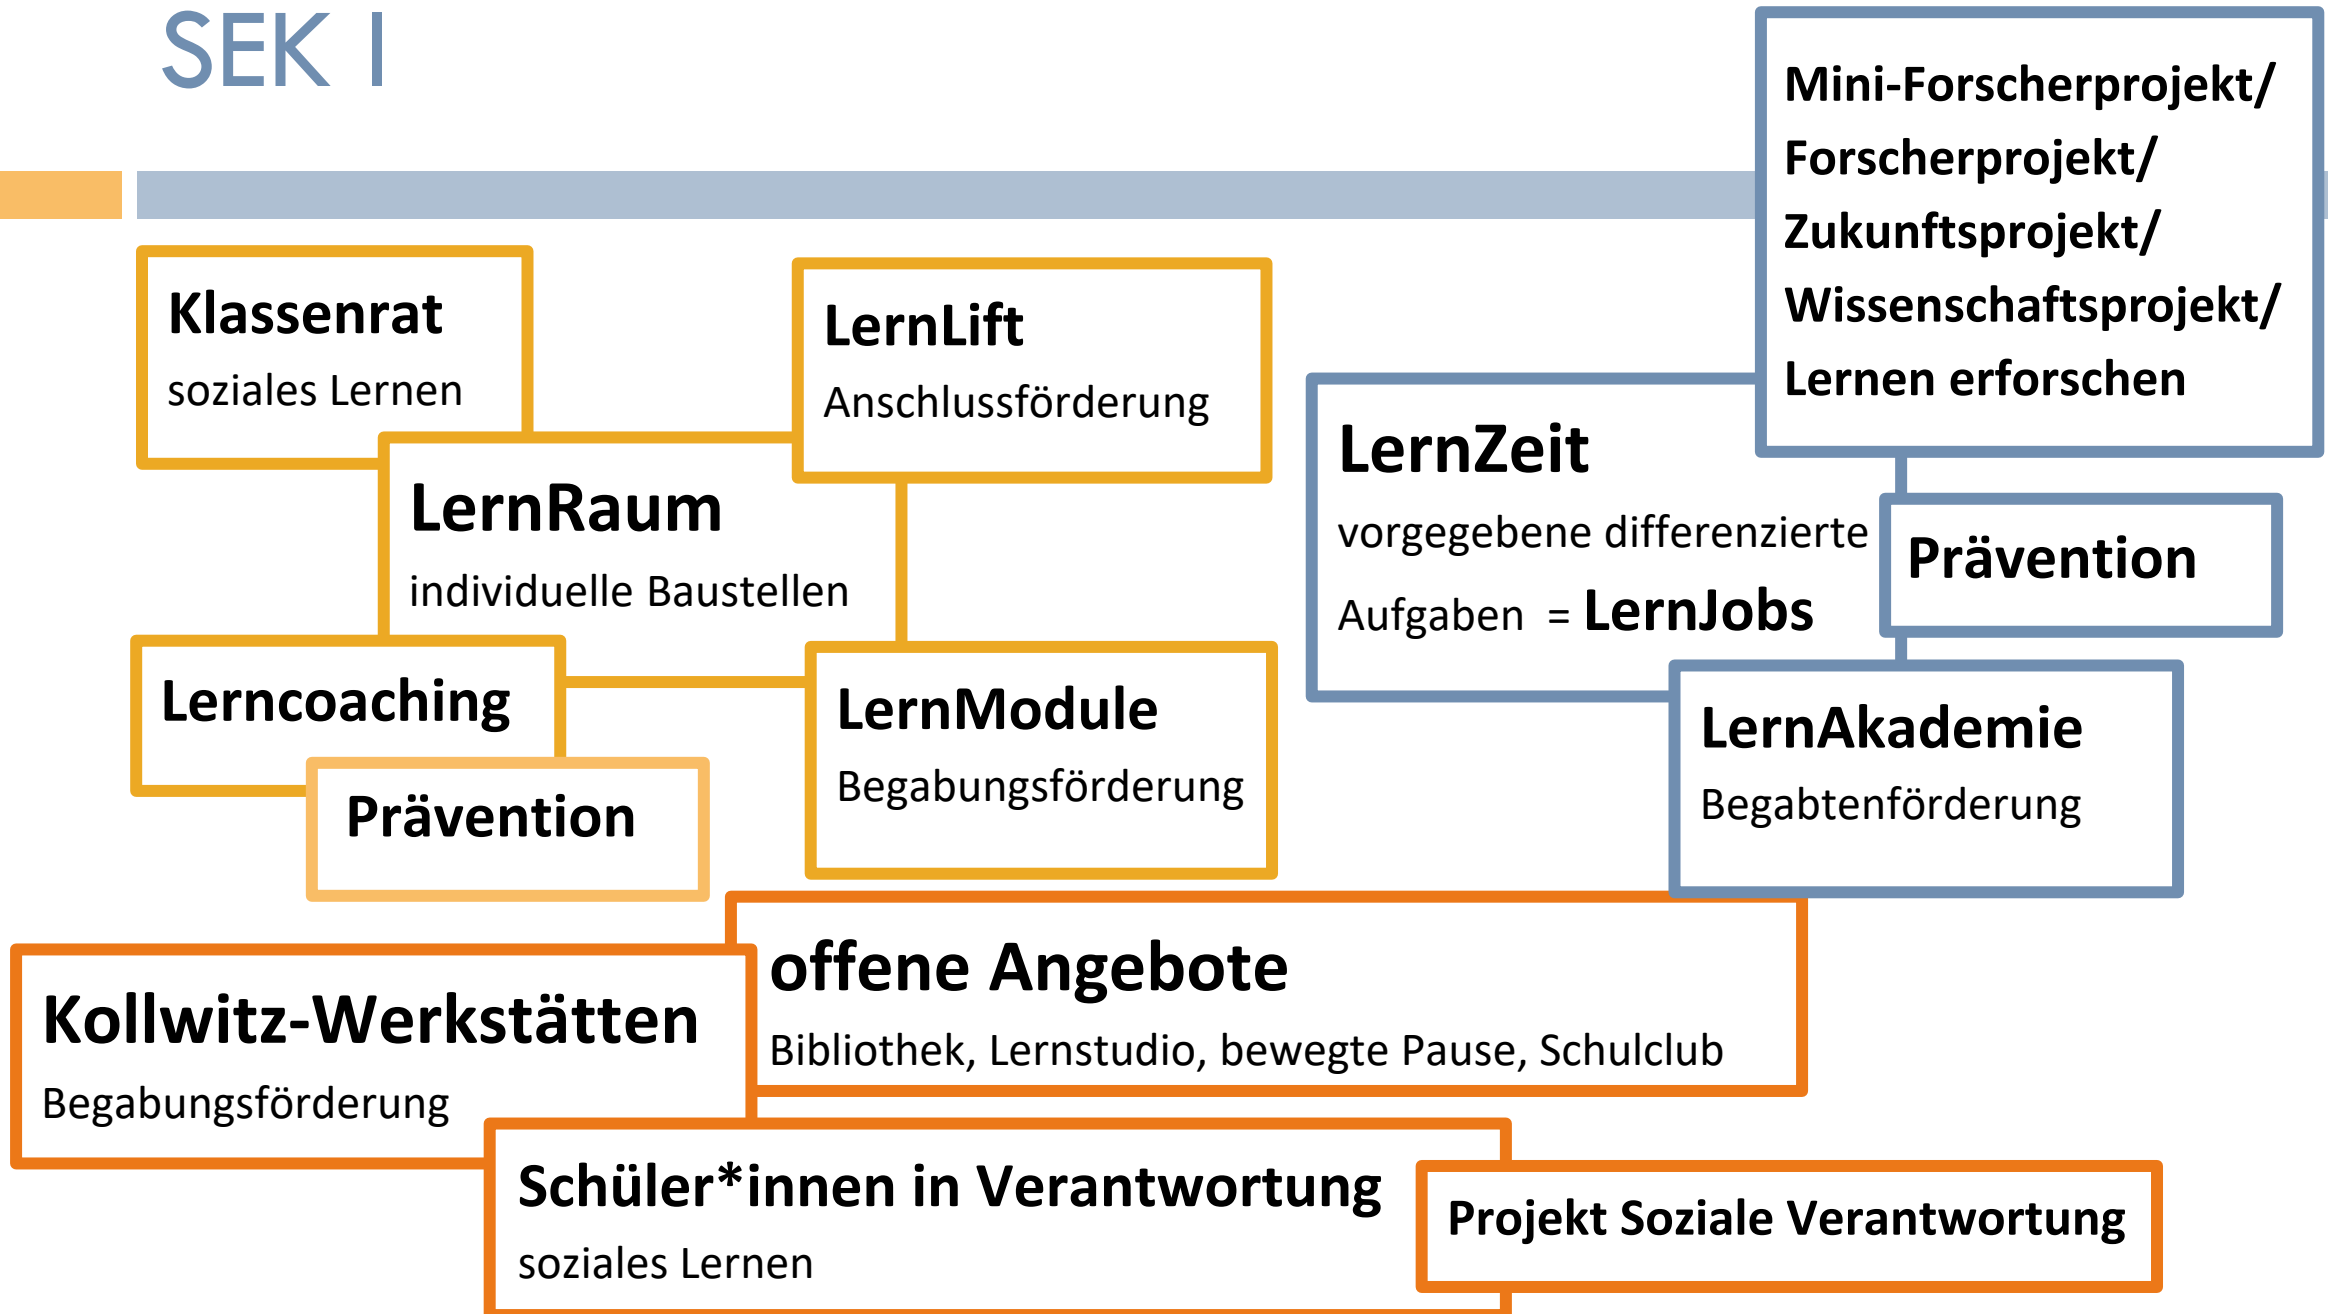 SEK I
Mini-Forscherprojekt/
Forscherprojekt/
Zukunftsprojekt/
Wissenschaftsprojekt/
Lernen erforschen
Klassenrat
soziales Lernen
LernLift
Anschlussförderung
LernRaum
individuelle Baustellen
LernZeit
vorgegebene differenzierte
Aufgaben = LernJobs
Prävention
Lerncoaching
Prävention
LernModule
Begabungsförderung
LernAkademie
Begabtenförderung
offene Angebote
Bibliothek, Lernstudio, bewegte Pause, Schulclub
Kollwitz-Werkstätten
Begabungsförderung
Schüler*innen in Verantwortung
soziales Lernen
Projekt Soziale Verantwortung